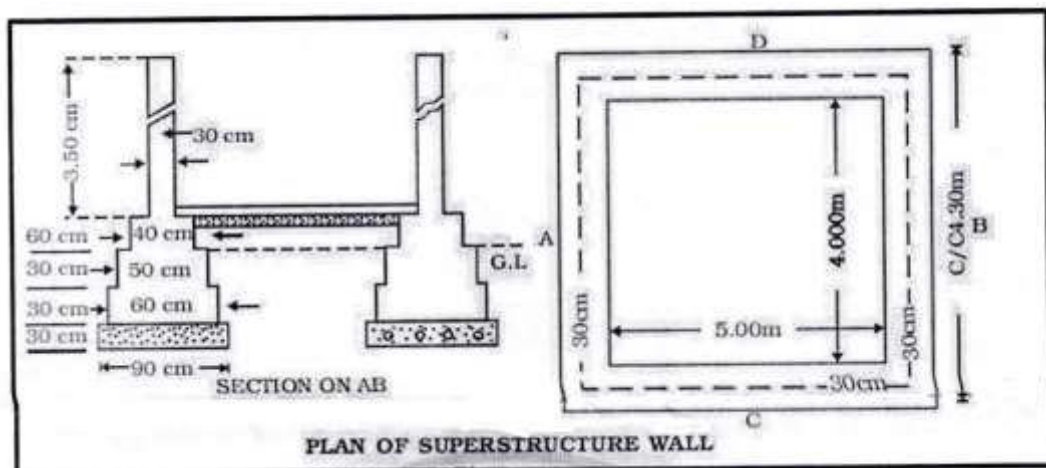 3.50 cm
30 cm
60 cm
40 cm
30 cm
50 cm
30 cm
60 cm
30 cm
90 cm
G.L
SECTION ON AB
D
A
B
C
4.000m
5.00m
30cm
30cm
30cm
C/C4.30m
PLAN OF SUPERSTRUCTURE WALL